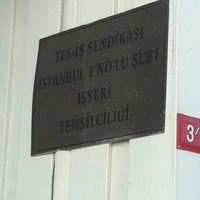 TES-İŞ SENDİKASI
İSTANBUL 1 NO LU ŞUBE
İŞYERİ
TEMSİLCİLİĞİ